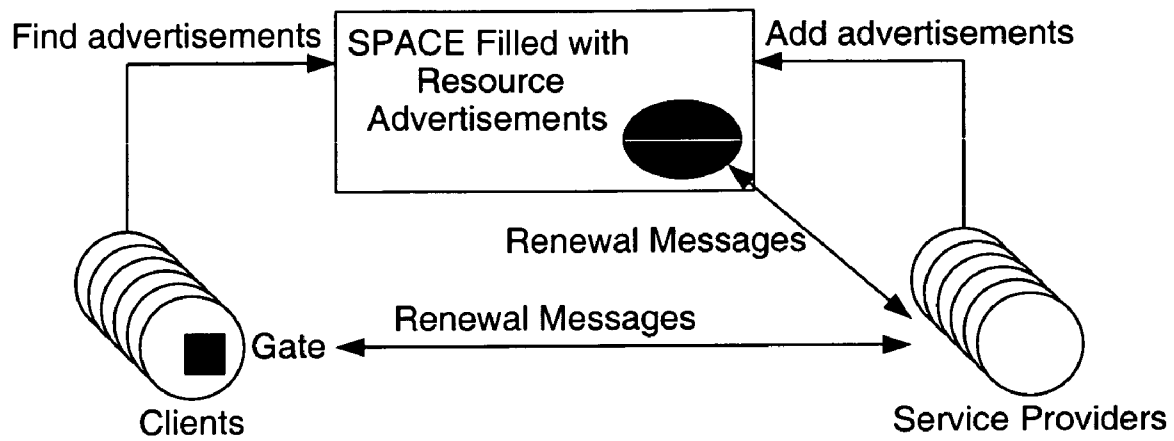 Find advertisements
SPACE Filled with
Resource
Advertisements
Add advertisements
Renewal Messages
Renewal Messages
Gate
Clients
Service Providers